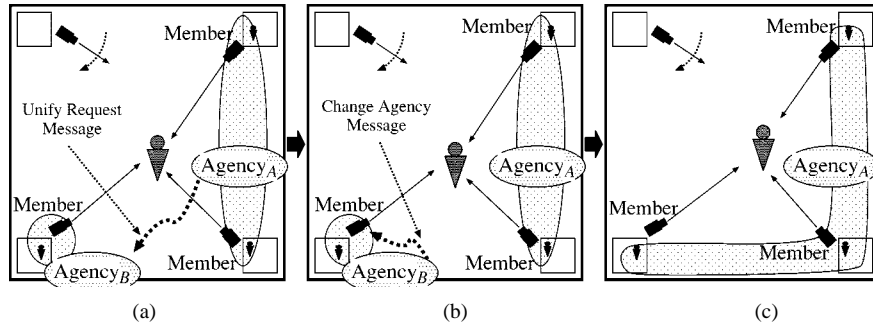 Member
Unify Request
Message
Agency_A
Member
Agency_B
Member
(a)
Member
Change Agency
Message
Agency_A
Member
Agency_B
Member
(b)
Member
Agency_A
Member
Member
(c)